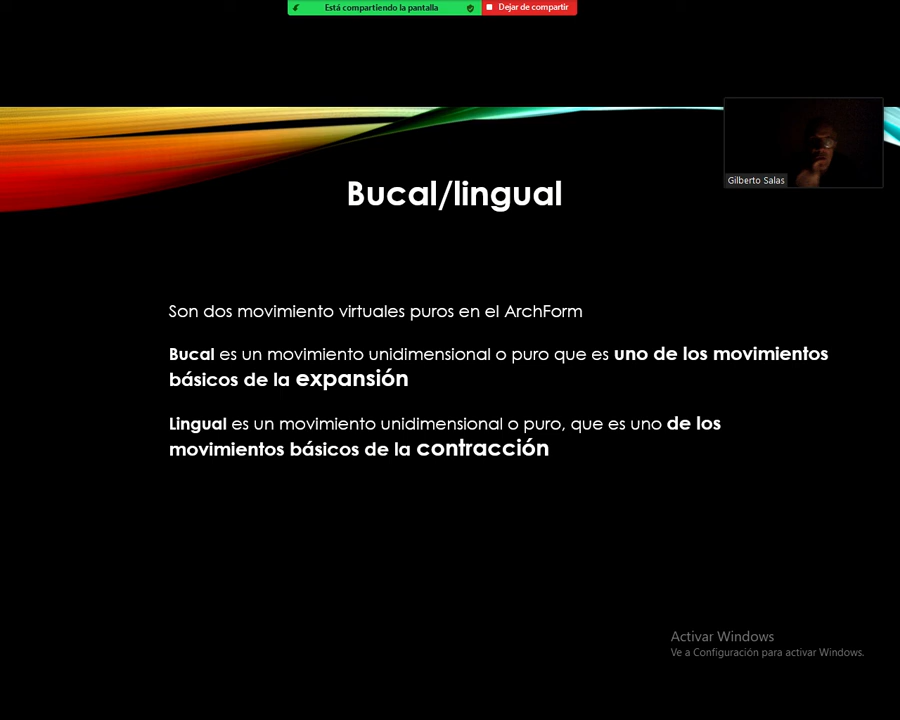 Está compartiendo la pantalla
Dejar de compartir
Gilberto Salas
Bucal/lingual
Son dos movimiento virtuales puros en el ArchForm
Bucal es un movimiento unidimensional o puro que es uno de los movimientos
básicos de la expansión
Lingual es un movimiento unidimensional o puro, que es uno de los
movimientos básicos de la contracción
Activar Windows
Ve a Configuración para activar Windows.